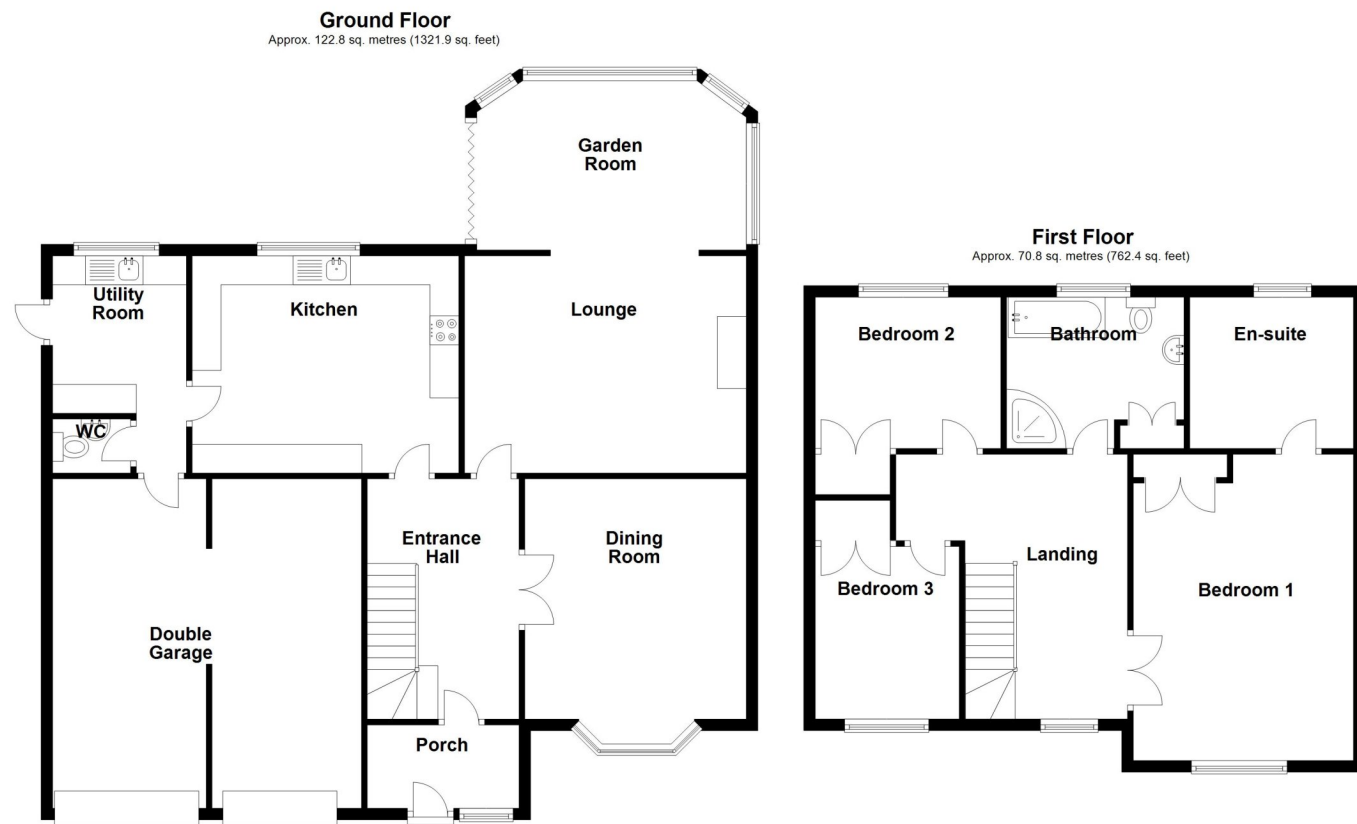 Ground Floor
Approx. 122.8 sq. metres (1321.9 sq. feet)
Garden
Room
Utility
Room
Kitchen
Lounge
WC
Entrance
Hall
Dining
Room
Double
Garage
Porch
First Floor
Approx. 70.8 sq. metres (762.4 sq. feet)
Bedroom 2
Bathroom
En-suite
Landing
Bedroom 3
Bedroom 1